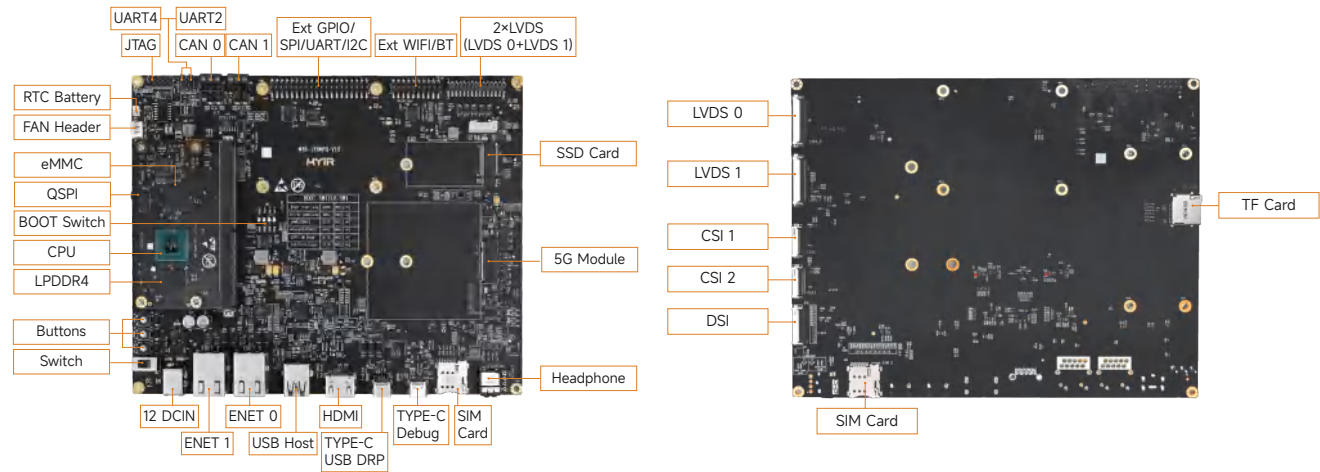 UART4
UART2
Ext GPIO/
SPI/UART/I2C
2×LVDS
(LVDS 0+LVDS 1)
JTAG
CAN 0
CAN 1
Ext WIFI/BT
RTC Battery
FAN Header
eMMC
QSPI
BOOT Switch
CPU
LPDDR4
Buttons
Switch
MYIR
SSD Card
5G Module
Headphone
12 DCIN
ENET 1
ENET 0
USB Host
HDMI
TYPE-C
USB DRP
TYPE-C
Debug
SIM
Card
LVDS 0
LVDS 1
CSI 1
CSI 2
DSI
TF Card
SIM Card